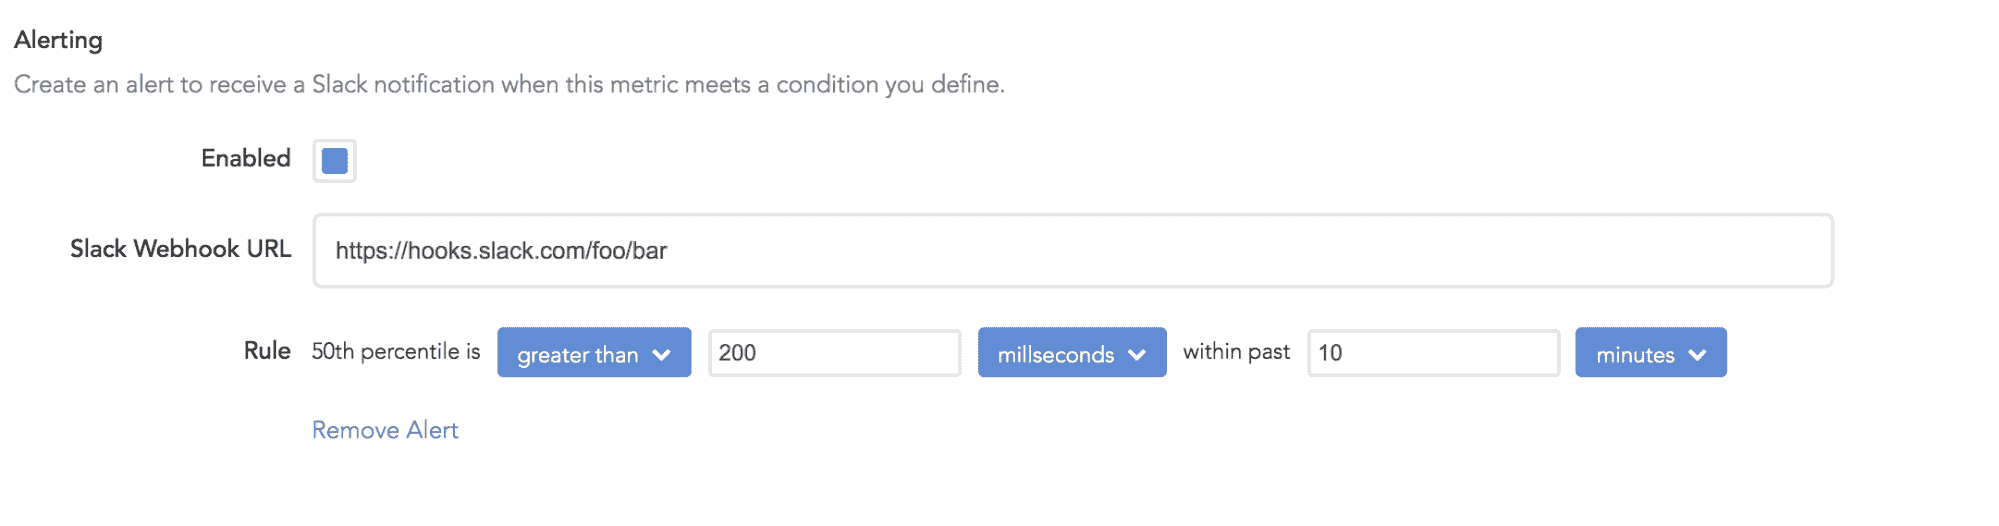 Alerting
Create an alert to receive a Slack notification when this metric meets a condition you define.
Enabled
Slack Webhook URL https://hooks.slack.com/foo/bar
Rule 50th percentile is greater than 200 millseconds within past 10 minutes
Remove Alert